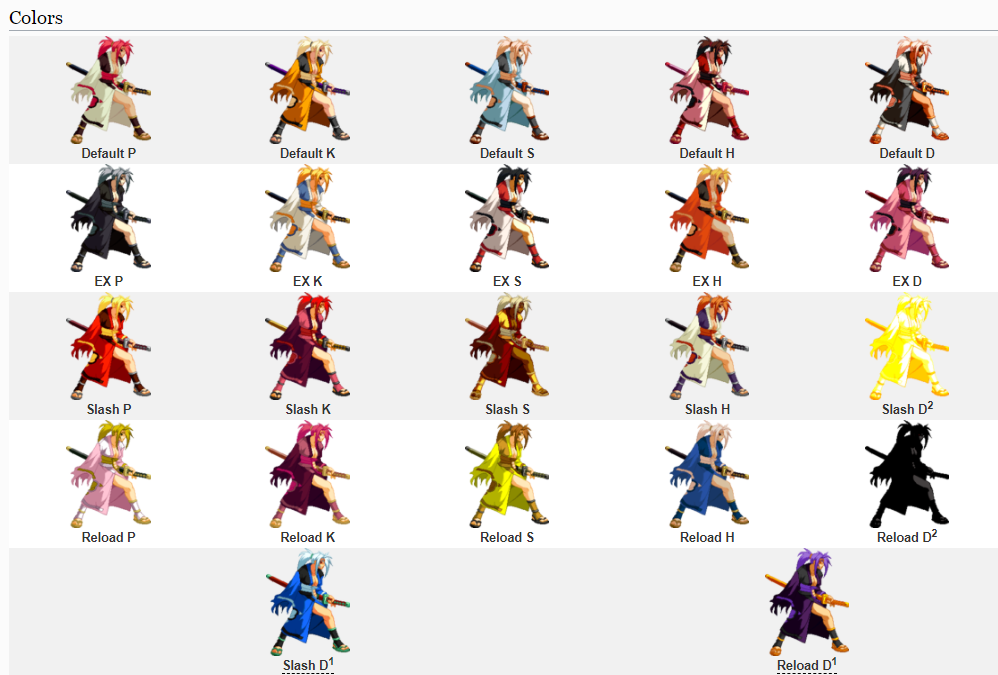 Colors
Default P Default K Default S Default H Default D
EX P EX K EX S EX H EX D
Slash P Slash K Slash S Slash H Slash D²
Reload P Reload K Reload S Reload H Reload D²
Slash D¹ Reload D¹